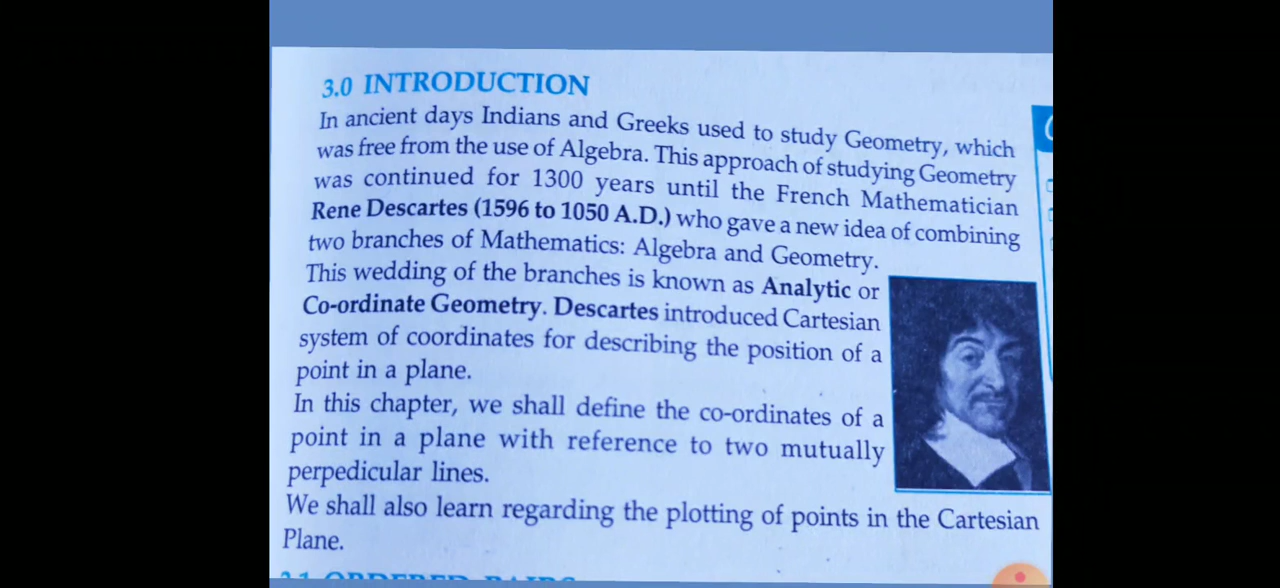 3.0 INTRODUCTION
In ancient days Indians and Greeks used to study Geometry, which
was free from the use of Algebra. This approach of studying Geometry
was continued for 1300 years until the French Mathematician
Rene Descartes (1596 to 1050 A.D.) who gave a new idea of combining
two branches of Mathematics: Algebra and Geometry.
This wedding of the branches is known as Analytic or
Co-ordinate Geometry. Descartes introduced Cartesian
system of coordinates for describing the position of a
point in a plane.
In this chapter, we shall define the co-ordinates of a
point in a plane with reference to two mutually
perpedicular lines.
We shall also learn regarding the plotting of points in the Cartesian
Plane.
3.1 ORDERED PAIRS